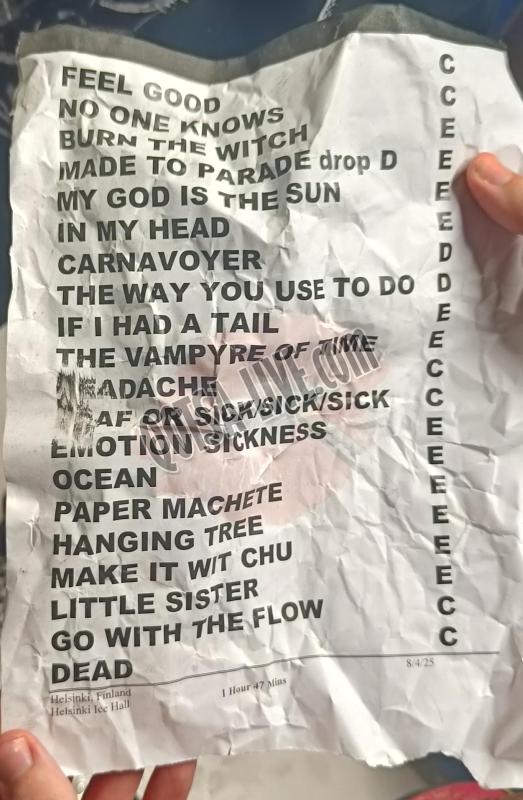 FEEL GOOD C
NO ONE KNOWS C
BURN THE WITCH E
MADE TO PARADE drop D E
MY GOD IS THE SUN E
IN MY HEAD E
CARNAVOYER D
THE WAY YOU USE TO DO D
IF I HAD A TAIL E
THE VAMPYRE OF TIME E
ADACHE C
AF OR SICK/SICK/SICK C
EMOTION SICKNESS E
OCEAN E
PAPER MACHETE E
HANGING TREE E
MAKE IT WIT CHU E
LITTLE SISTER E
GO WITH THE FLOW C
DEAD C
Helsinki, Finland 1 Hour 47 Mins 8/4/25
Helsinki Ice Hall
QOTSA-LIVE.COM